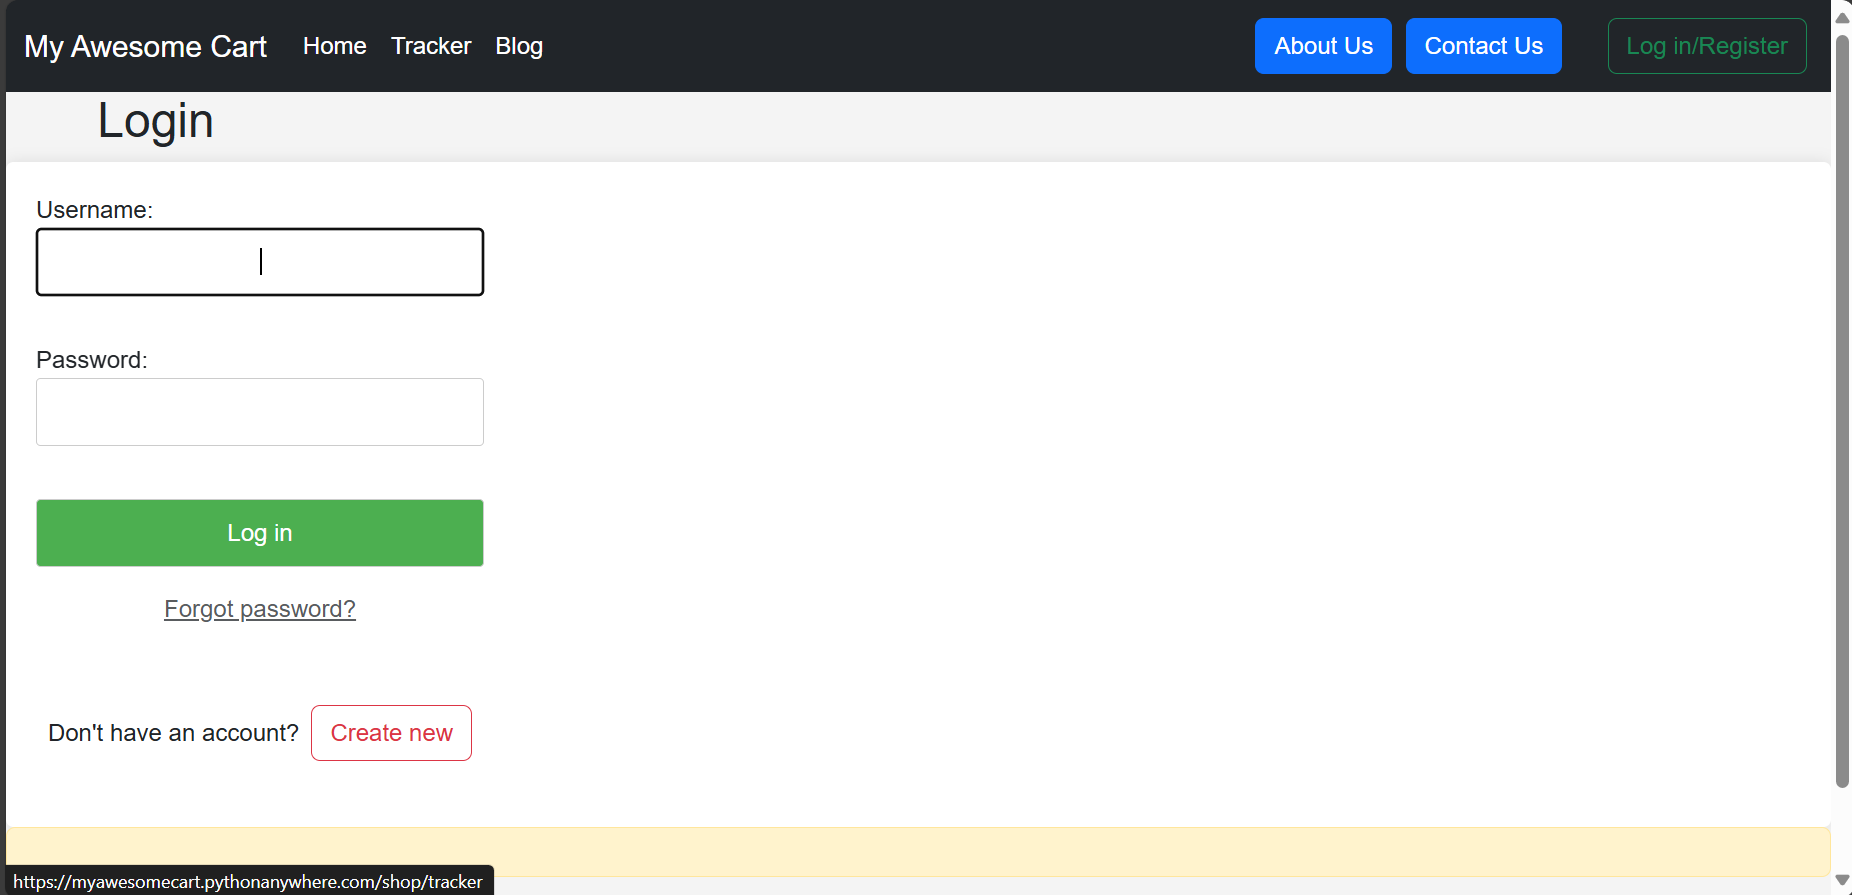 My Awesome Cart Home Tracker Blog About Us Contact Us Log in/Register
Login
Username:
Password:
Log in
Forgot password?
Don't have an account? Create new
https://myawesomecart.pythonanywhere.com/shop/tracker